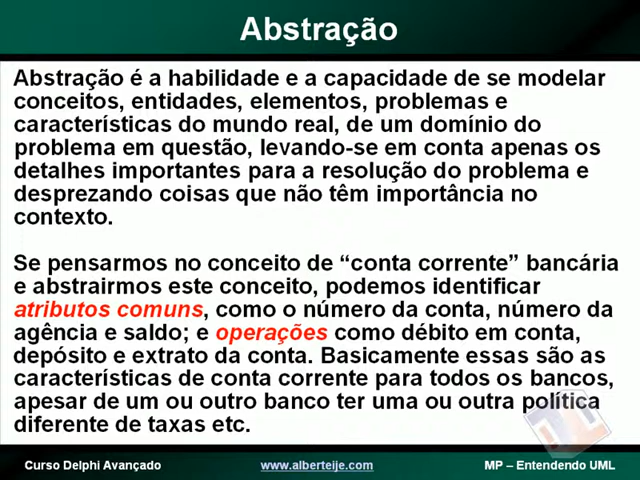 Abstração
Abstração é a habilidade e a capacidade de se modelar
conceitos, entidades, elementos, problemas e
características do mundo real, de um domínio do
problema em questão, levando-se em conta apenas os
detalhes importantes para a resolução do problema e
desprezando coisas que não têm importância no
contexto.
Se pensarmos no conceito de “conta corrente” bancária
e abstrairmos este conceito, podemos identificar
atributos comuns, como o número da conta, número da
agência e saldo; e operações como débito em conta,
depósito e extrato da conta. Basicamente essas são as
características de conta corrente para todos os bancos,
apesar de um ou outro banco ter uma ou outra política
diferente de taxas etc.
Curso Delphi Avançado
www.alberteije.com
MP – Entendendo UML